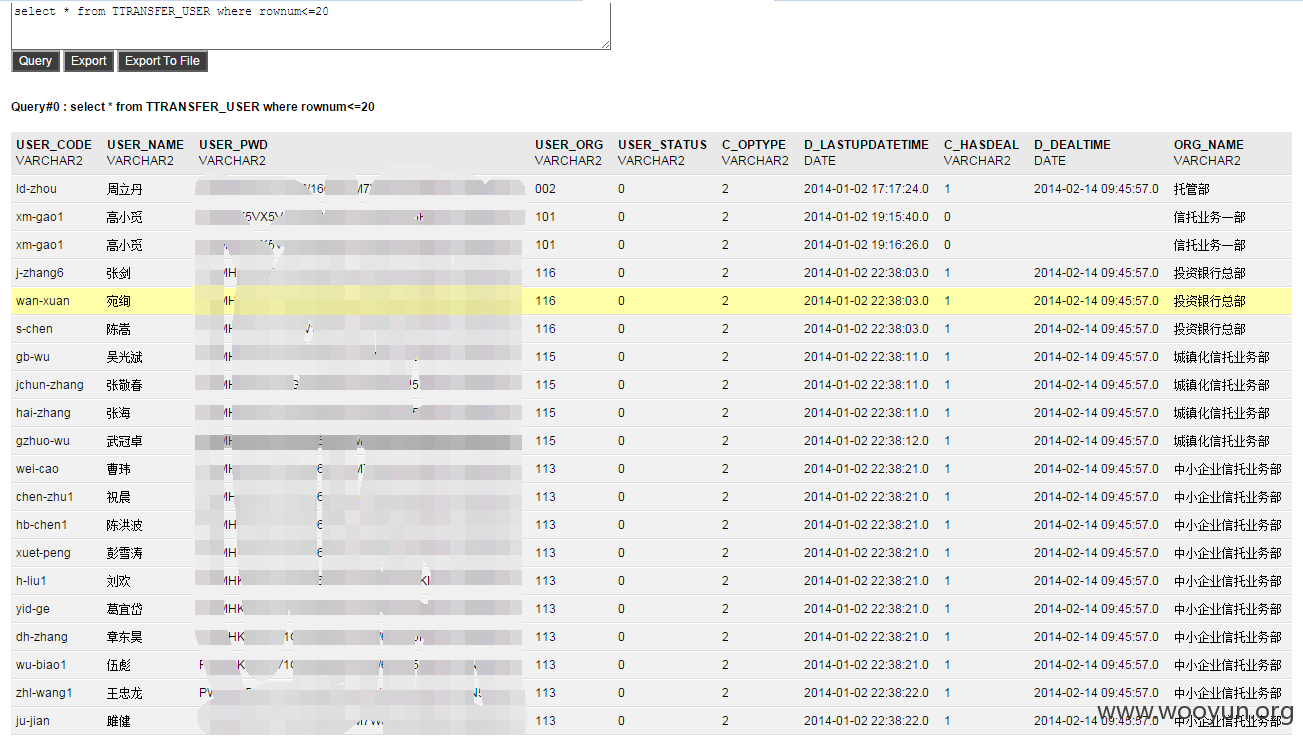 select * from TTRANSFER_USER where rownum<=20
Query Export Export To File
Query#0 : select * from TTRANSFER_USER where rownum<=20
USER_CODE USER_NAME USER_PWD USER_ORG USER_STATUS C_OPTYPE D_LASTUPDATETIME C_HASDEAL D_DEALTIME ORG_NAME
VARCHAR2 VARCHAR2 VARCHAR2 VARCHAR2 VARCHAR2 VARCHAR2 DATE VARCHAR2 DATE VARCHAR2
ld-zhou 周立丹 002 0 2 2014-01-02 17:17:24.0 1 2014-02-14 09:45:57.0 托管部
xm-gao1 高小觅 101 0 2 2014-01-02 19:15:40.0 0 信托业务一部
xm-gao1 高小觅 101 0 2 2014-01-02 19:16:26.0 0 信托业务一部
j-zhang6 张剑 116 0 2 2014-01-02 22:38:03.0 1 2014-02-14 09:45:57.0 投资银行总部
wan-xuan 宛绚 116 0 2 2014-01-02 22:38:03.0 1 2014-02-14 09:45:57.0 投资银行总部
s-chen 陈嵩 116 0 2 2014-01-02 22:38:03.0 1 2014-02-14 09:45:57.0 投资银行总部
gb-wu 吴光斌 115 0 2 2014-01-02 22:38:11.0 1 2014-02-14 09:45:57.0 城镇化信托业务部
jchun-zhang 张敬春 115 0 2 2014-01-02 22:38:11.0 1 2014-02-14 09:45:57.0 城镇化信托业务部
hai-zhang 张海 115 0 2 2014-01-02 22:38:11.0 1 2014-02-14 09:45:57.0 城镇化信托业务部
gzhuo-wu 武冠卓 115 0 2 2014-01-02 22:38:12.0 1 2014-02-14 09:45:57.0 城镇化信托业务部
wei-cao 曹玮 113 0 2 2014-01-02 22:38:21.0 1 2014-02-14 09:45:57.0 中小企业信托业务部
chen-zhu1 祝晨 113 0 2 2014-01-02 22:38:21.0 1 2014-02-14 09:45:57.0 中小企业信托业务部
hb-chen1 陈洪波 113 0 2 2014-01-02 22:38:21.0 1 2014-02-14 09:45:57.0 中小企业信托业务部
xuet-peng 彭雪涛 113 0 2 2014-01-02 22:38:21.0 1 2014-02-14 09:45:57.0 中小企业信托业务部
h-liu1 刘欢 113 0 2 2014-01-02 22:38:21.0 1 2014-02-14 09:45:57.0 中小企业信托业务部
yid-ge 葛宜岱 113 0 2 2014-01-02 22:38:21.0 1 2014-02-14 09:45:57.0 中小企业信托业务部
dh-zhang 章东昊 113 0 2 2014-01-02 22:38:21.0 1 2014-02-14 09:45:57.0 中小企业信托业务部
wu-biao1 伍彪 113 0 2 2014-01-02 22:38:21.0 1 2014-02-14 09:45:57.0 中小企业信托业务部
zhl-wang1 王忠龙 113 0 2 2014-01-02 22:38:22.0 1 2014-02-14 09:45:57.0 中小企业信托业务部
ju-jian 雎健 113 0 2 2014-01-02 22:38:22.0 1 2014-02-14 09:45:57.0 中小企业信托业务部
www.wooyun.org